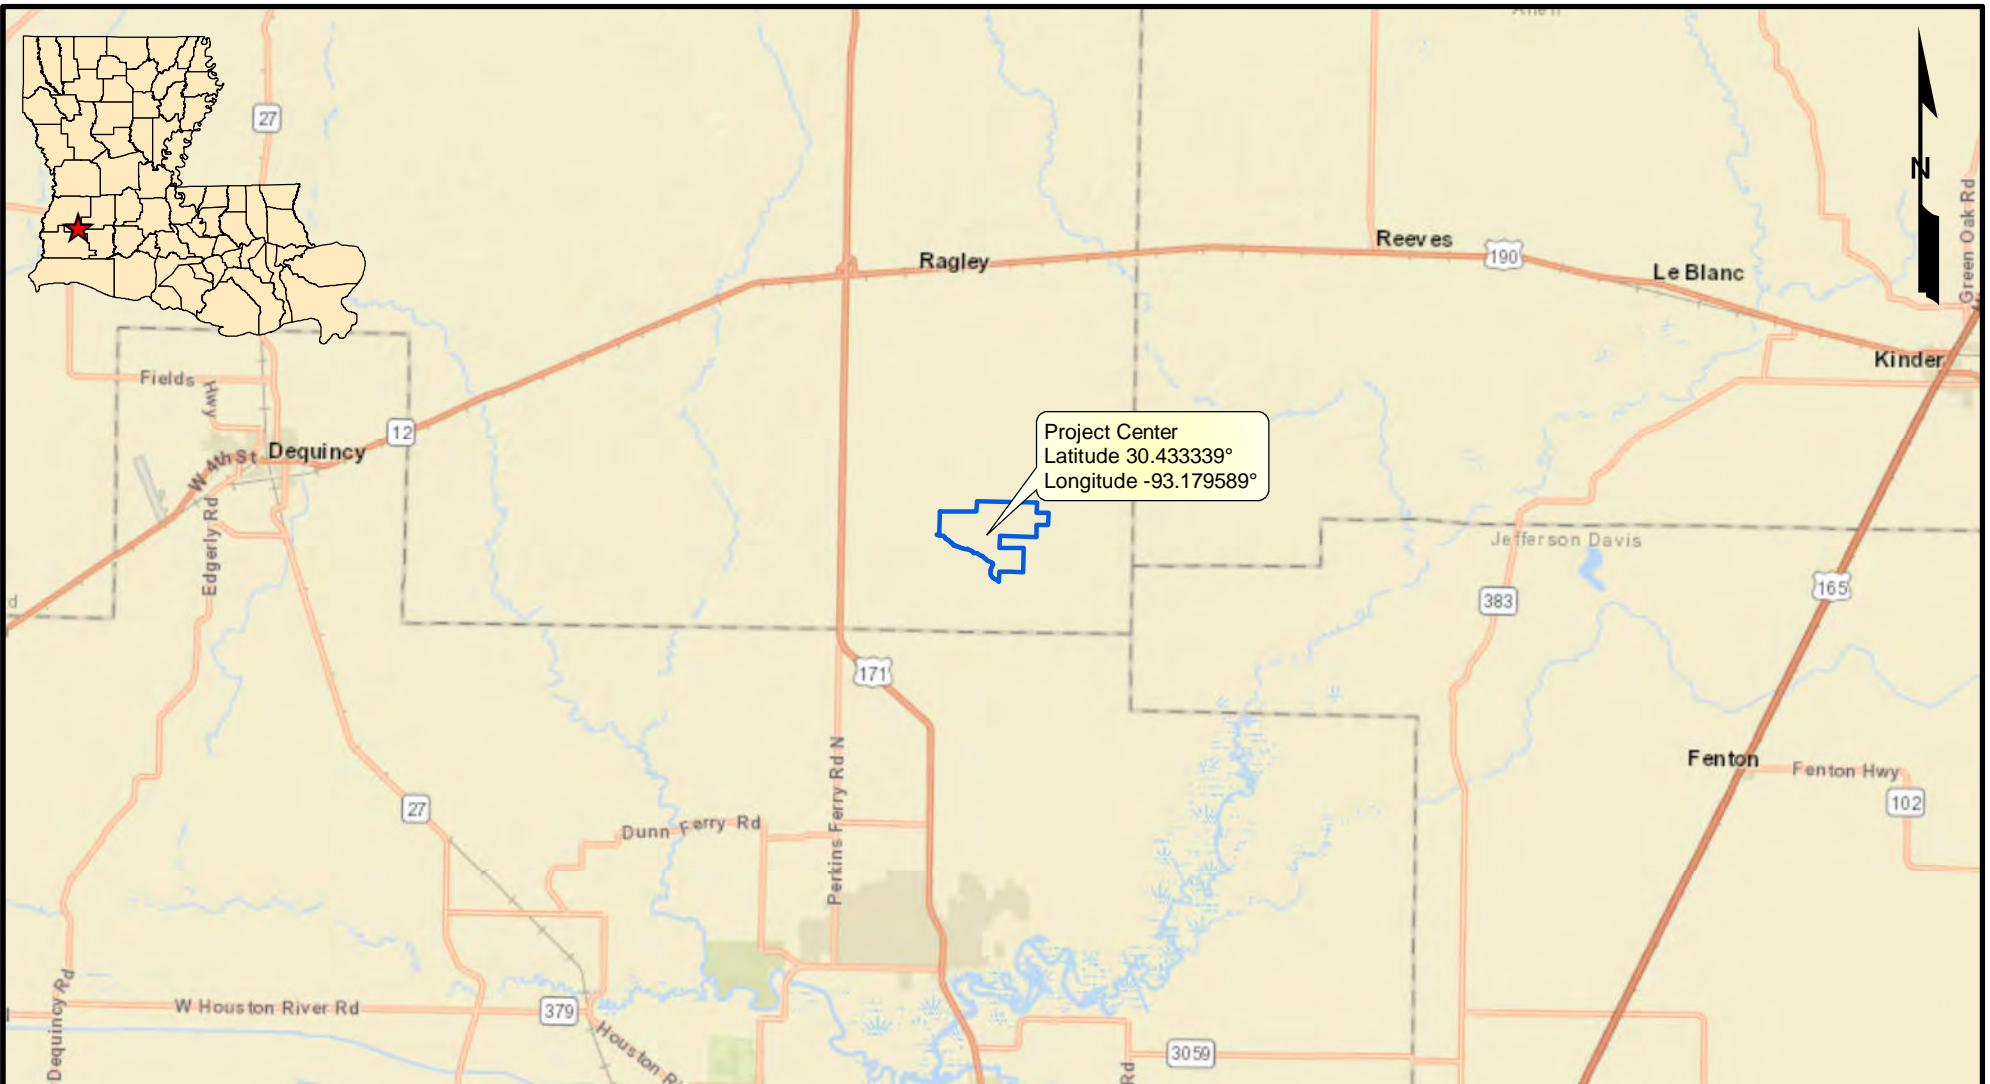 Allen
27
N
Green Oak Rd
Reeves
190
Ragley
Le Blanc
Kinder
Fields
Hwy
12
Dequincy
W 4th St
Project Center
Latitude 30.433339°
Longitude -93.179589°
Edgerly Rd
Jefferson Davis
d
383
165
171
Perkins Ferry Rd N
Fenton
Fenton Hwy
102
27
Dunn Ferry Rd
Dequincy Rd
W Houston River Rd
379
Houston Ri
3059
Rd